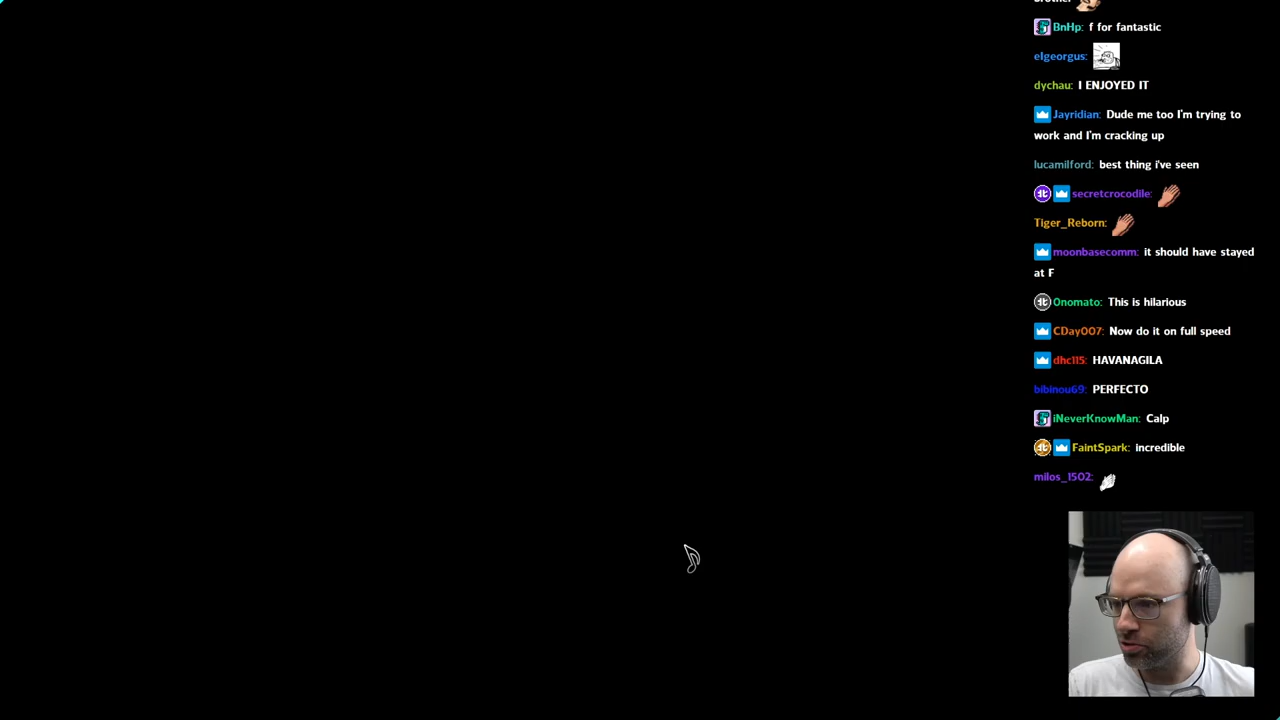 BnHp: f for fantastic
elgeorgus:
dychau: I ENJOYED IT
Jayridian: Dude me too I'm trying to
work and I'm cracking up
lucamilford: best thing i've seen
secretcrocodile:
Tiger_Reborn:
moonbasecomm: it should have stayed
at F
Onomato: This is hilarious
CDay007: Now do it on full speed
dhc115: HAVANAGILA
bibinou69: PERFECTO
iNeverKnowMan: Calp
FaintSpark: incredible
milos_1502: